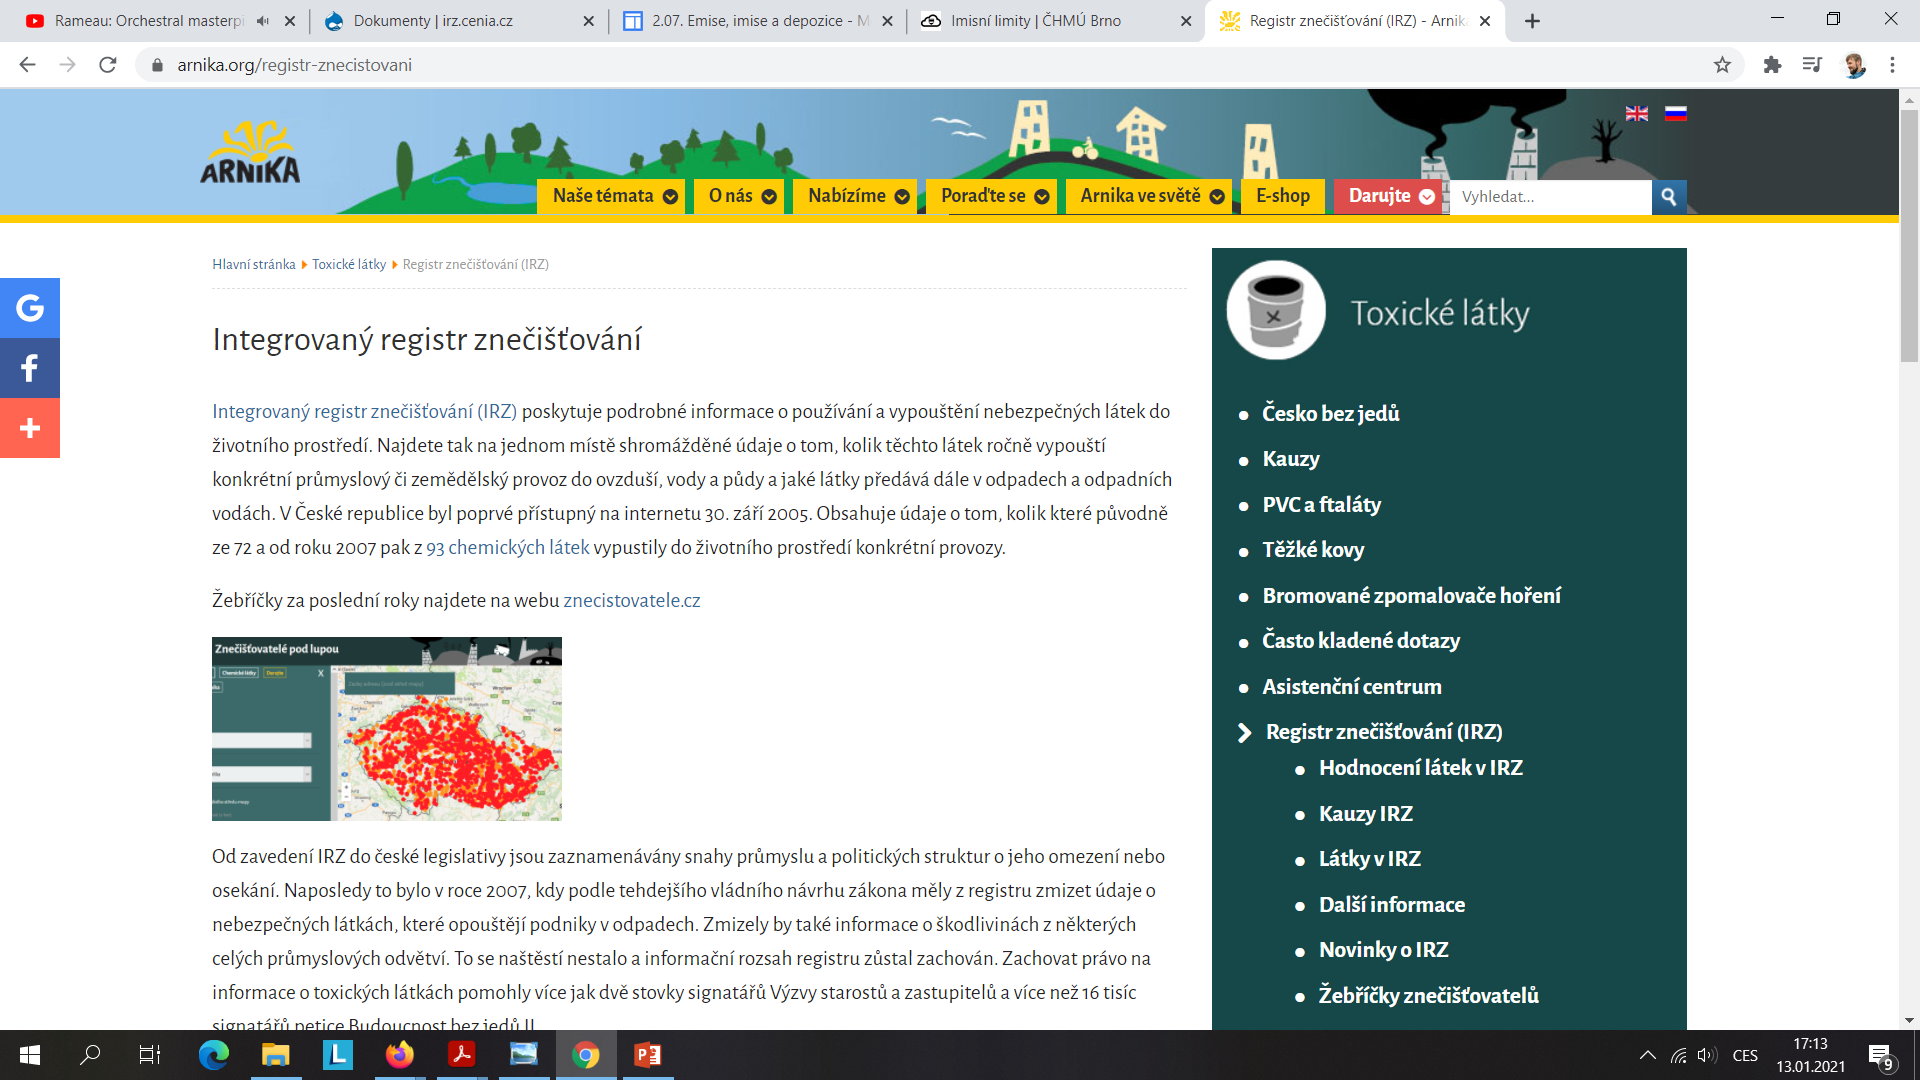 Rameau: Orchestral masterpi
Dokumenty | irz.cenia.cz
2.07. Emise, imise a depozice - M
Imisní limity | ČHMÚ Brno
Registr znečišťování (IRZ) - Arnik
arnika.org/registr-znecistovani
ARNIKA
Naše témata
O nás
Nabízíme
Poraďte se
Arnika ve světě
E-shop
Darujte
Vyhledat...
Hlavní stránka
Toxické látky
Registr znečišťování (IRZ)
Integrovaný registr znečišťování
Integrovaný registr znečišťování (IRZ) poskytuje podrobné informace o používání a vypouštění nebezpečných látek do
životního prostředí. Najdete tak na jednom místě shromážděné údaje o tom, kolik těchto látek ročně vypouští
konkrétní průmyslový či zemědělský provoz do ovzduší, vody a půdy a jaké látky předává dále v odpadech a odpadních
vodách. V České republice byl poprvé přístupný na internetu 30. září 2005. Obsahuje údaje o tom, kolik které původně
ze 72 a od roku 2007 pak z 93 chemických látek vypustily do životního prostředí konkrétní provozy.
Žebříčky za poslední roky najdete na webu znecistovatele.cz
Znečišťovatelé pod lupou
Chemické látky
Darujte
X
Od zavedení IRZ do české legislativy jsou zaznamenávány snahy průmyslu a politických struktur o jeho omezení nebo
osekání. Naposledy to bylo v roce 2007, kdy podle tehdejšího vládního návrhu zákona měly z registru zmizet údaje o
nebezpečných látkách, které opouštějí podniky v odpadech. Zmizely by také informace o škodlivinách z některých
celých průmyslových odvětví. To se naštěstí nestalo a informační rozsah registru zůstal zachován. Zachovat právo na
informace o toxických látkách pomohly více jak dvě stovky signatářů Výzvy starostů a zastupitelů a více než 16 tisíc
signatářů petice Budoucnost bez jedů II.
Toxické látky
Česko bez jedů
Kauzy
PVC a ftaláty
Těžké kovy
Bromované zpomalovače hoření
Často kladené dotazy
Asistenční centrum
Registr znečišťování (IRZ)
Hodnocení látek v IRZ
Kauzy IRZ
Látky v IRZ
Další informace
Novinky o IRZ
Žebříčky znečišťovatelů
CES
17:13
13.01.2021
9